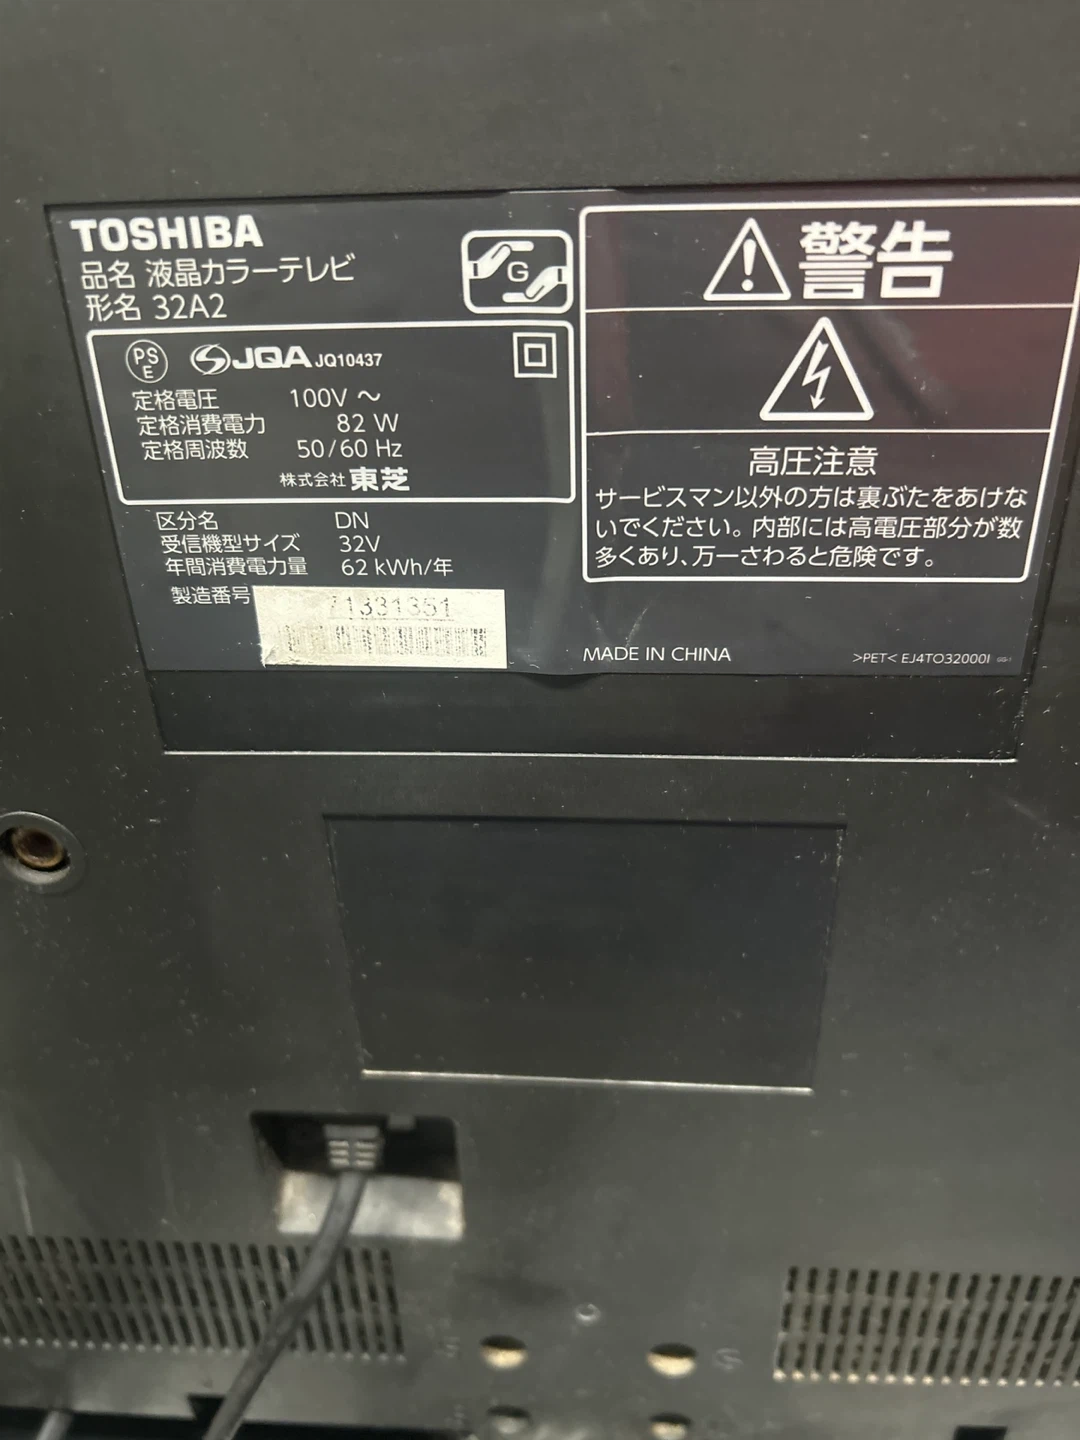 TOSHIBA
品名 液晶カラーテレビ
形名 32A2
G
PS
E
JQA JQ10437
定格電圧 100V ～
定格消費電力 82 W
定格周波数 50/60 Hz
株式会社 東芝
区分名 DN
受信機型サイズ 32V
年間消費電力量 62 kWh/年
製造番号 71331351
警告
高圧注意
サービスマン以外の方は裏ぶたをあけな
いでください。内部には高電圧部分が数
多くあり、万一さわると危険です。
MADE IN CHINA
>PET< EJ4TO32000I